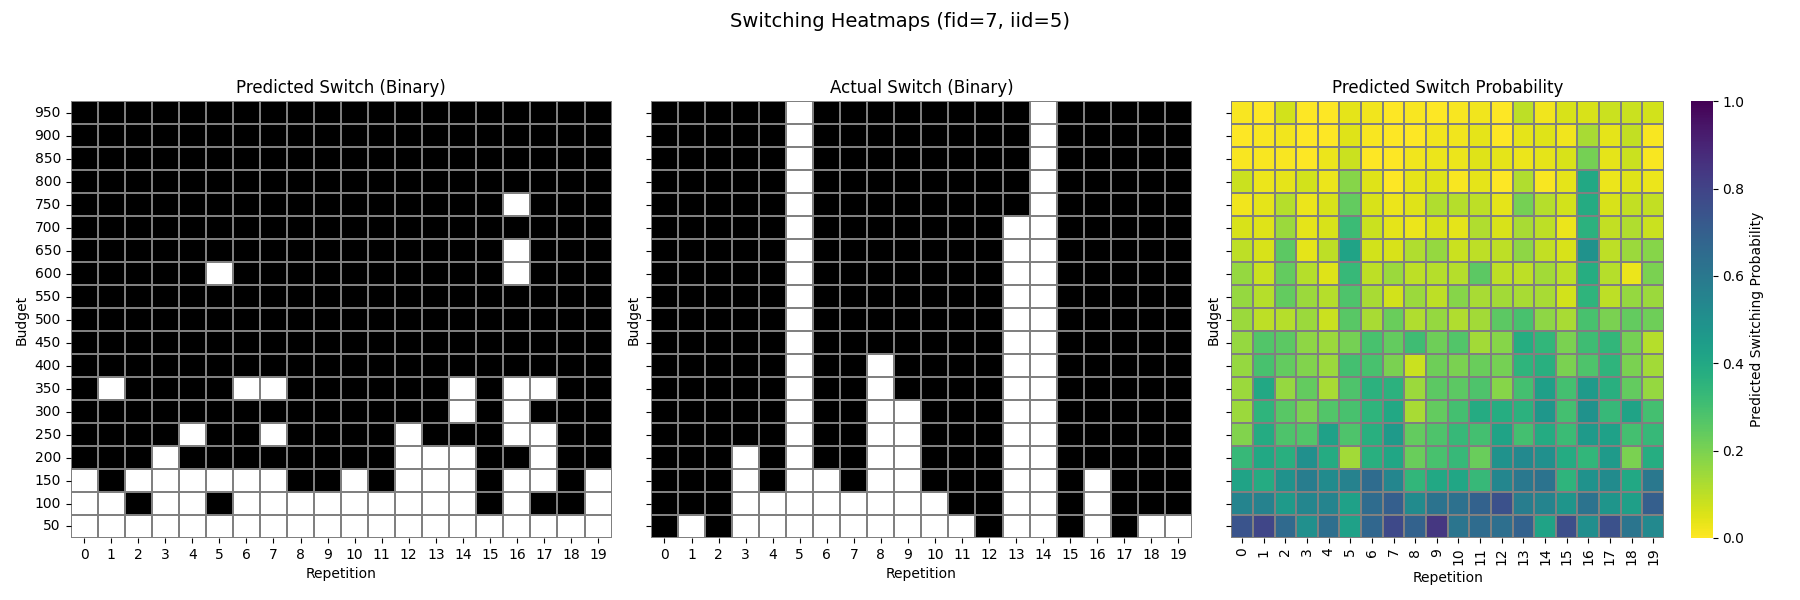 Switching Heatmaps (fid=7, iid=5)
Predicted Switch (Binary)
Budget
950
900
850
800
750
700
650
600
550
500
450
400
350
300
250
200
150
100
50
0 1 2 3 4 5 6 7 8 9 10 11 12 13 14 15 16 17 18 19
Repetition
Actual Switch (Binary)
Budget
0 1 2 3 4 5 6 7 8 9 10 11 12 13 14 15 16 17 18 19
Repetition
Predicted Switch Probability
Budget
0 1 2 3 4 5 6 7 8 9 10 11 12 13 14 15 16 17 18 19
Repetition
1.0
0.8
0.6
0.4
0.2
0.0
Predicted Switching Probability